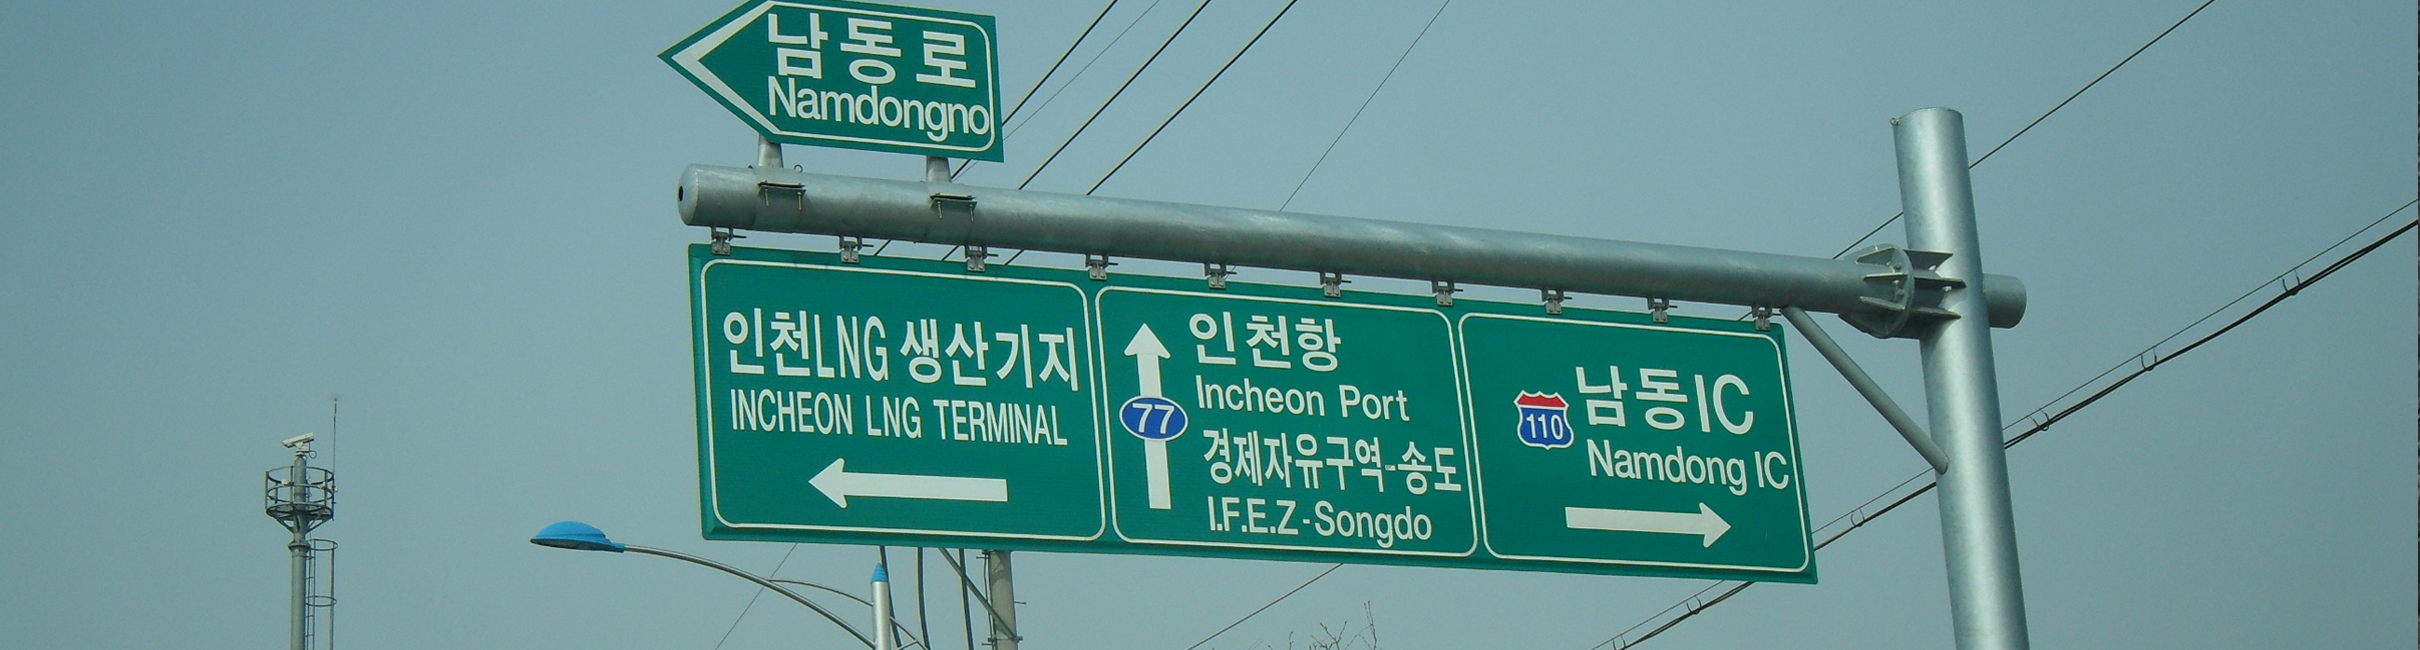 남동로
Namdongno
인천LNG 생산기지
INCHEON LNG TERMINAL
77
인천항
Incheon Port
경제자유구역-송도
I.F.E.Z-Songdo
110
남동IC
Namdong IC